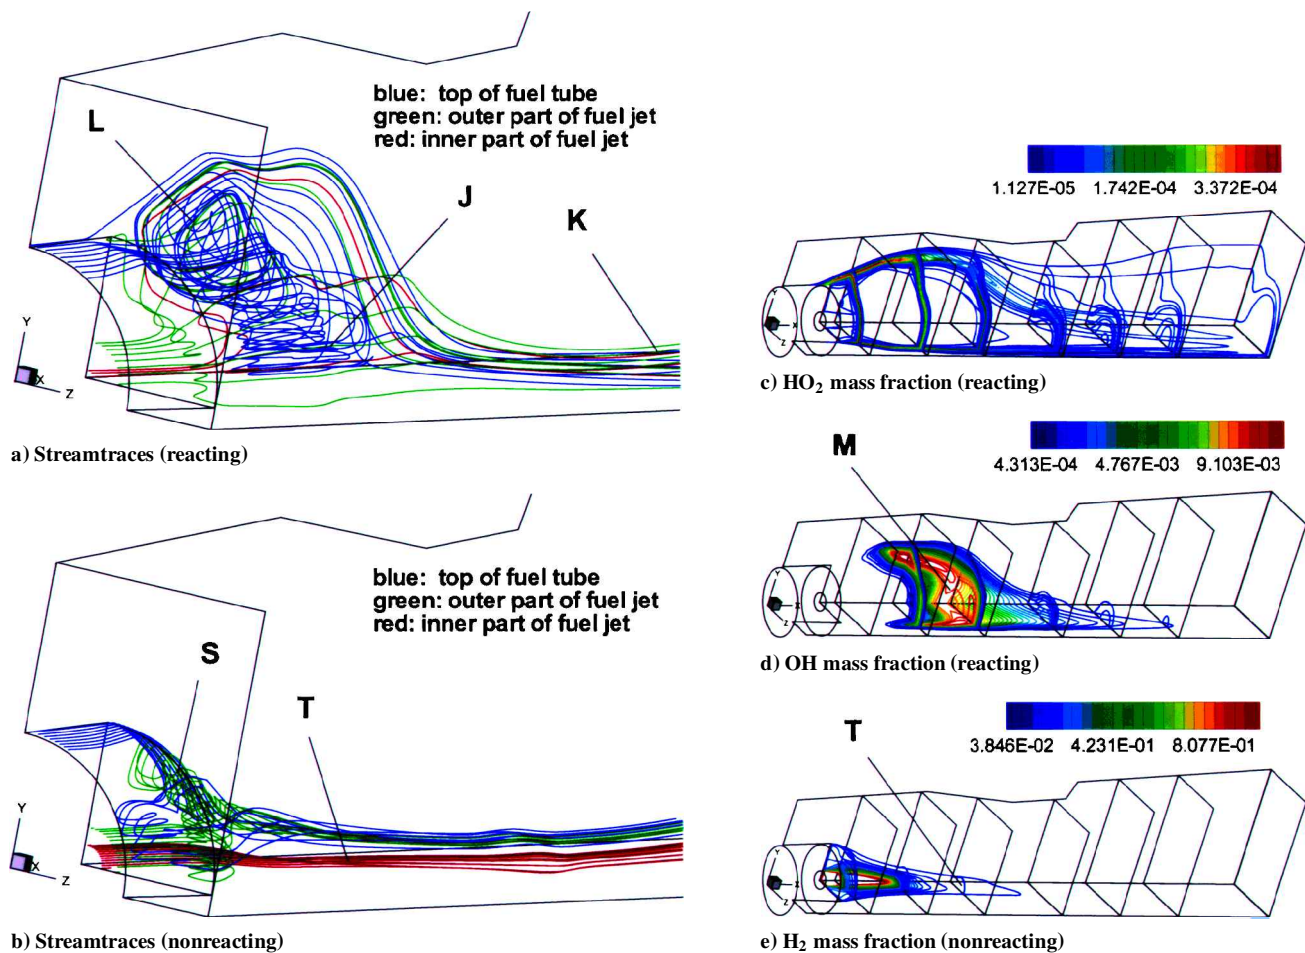 blue: top of fuel tube
green: outer part of fuel jet
red: inner part of fuel jet
L
J
K
Y
X
Z
a) Streamtraces (reacting)
blue: top of fuel tube
green: outer part of fuel jet
red: inner part of fuel jet
S
T
Y
X
Z
b) Streamtraces (nonreacting)
1.127E-05 1.742E-04 3.372E-04
Y
X
Z
c) HO₂ mass fraction (reacting)
M
4.313E-04 4.767E-03 9.103E-03
Y
X
Z
d) OH mass fraction (reacting)
T
3.846E-02 4.231E-01 8.077E-01
Y
X
Z
e) H₂ mass fraction (nonreacting)